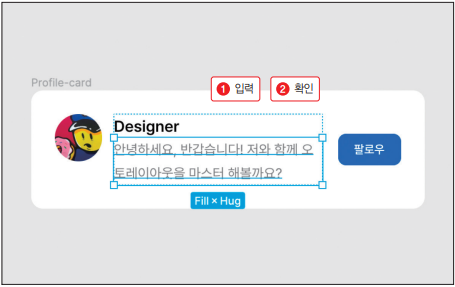 Profile-card
1 입력
2 확인
Designer
안녕하세요, 반갑습니다! 저와 함께 오
토레이아웃을 마스터 해볼까요?
팔로우
Fill × Hug